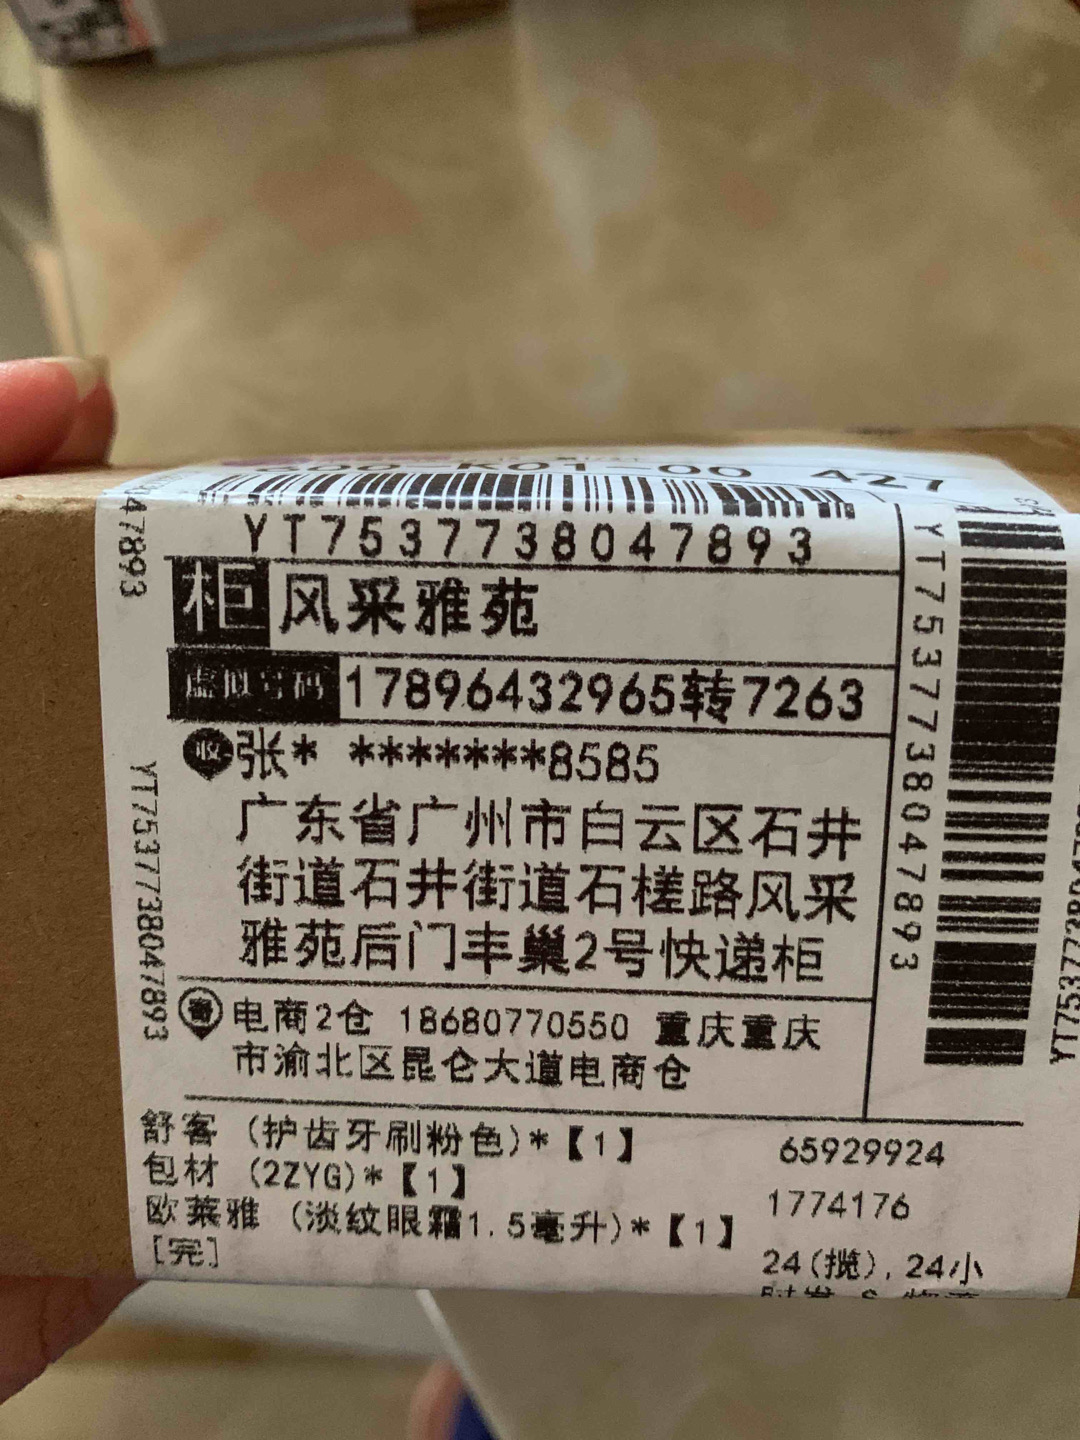 K01-00 427
YT7537738047893
柜 风采雅苑
虚拟号码 17896432965转7263
收 张* *******8585
广东省广州市白云区石井
街道石井街道石槎路风采
雅苑后门丰巢2号快递柜
寄 电商2仓 18680770550 重庆重庆
市渝北区昆仑大道电商仓
舒客 (护齿牙刷粉色)*【1】 65929924
包材 (2ZYG)*【1】
1774176
欧莱雅 (淡纹眼霜1.5毫升)*【1】
[完]
24(揽), 24小
YT7537738047893
47893
YT7537738047893